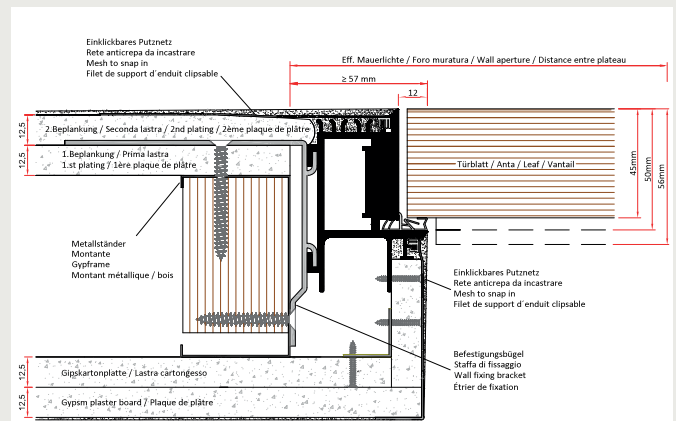 Einklickbares Putznetz
Rete anticrepa da incastrare
Mesh to snap in
Filet de support d´enduit clipsable
Eff. Mauerlichte / Foro muratura / Wall aperture / Distance entre plateau
≥ 57 mm
12
12,5
2.Beplankung / Seconda lastra / 2nd plating / 2ème plaque de plâtre
12,5
1.Beplankung / Prima lastra
1.st plating / 1ère plaque de plâtre
Türblatt / Anta / Leaf / Vantail
45mm
50mm
56mm
Metallständer
Montante
Gypframe
Montant métallique / bois
Einklickbares Putznetz
Rete anticrepa da incastrare
Mesh to snap in
Filet de support d´enduit clipsable
Befestigungsbügel
Staffa di fissaggio
Wall fixing bracket
Étrier de fixation
12,5
Gipskartonplatte / Lastra cartongesso
12,5
Gypsm plaster board / Plaque de plâtre